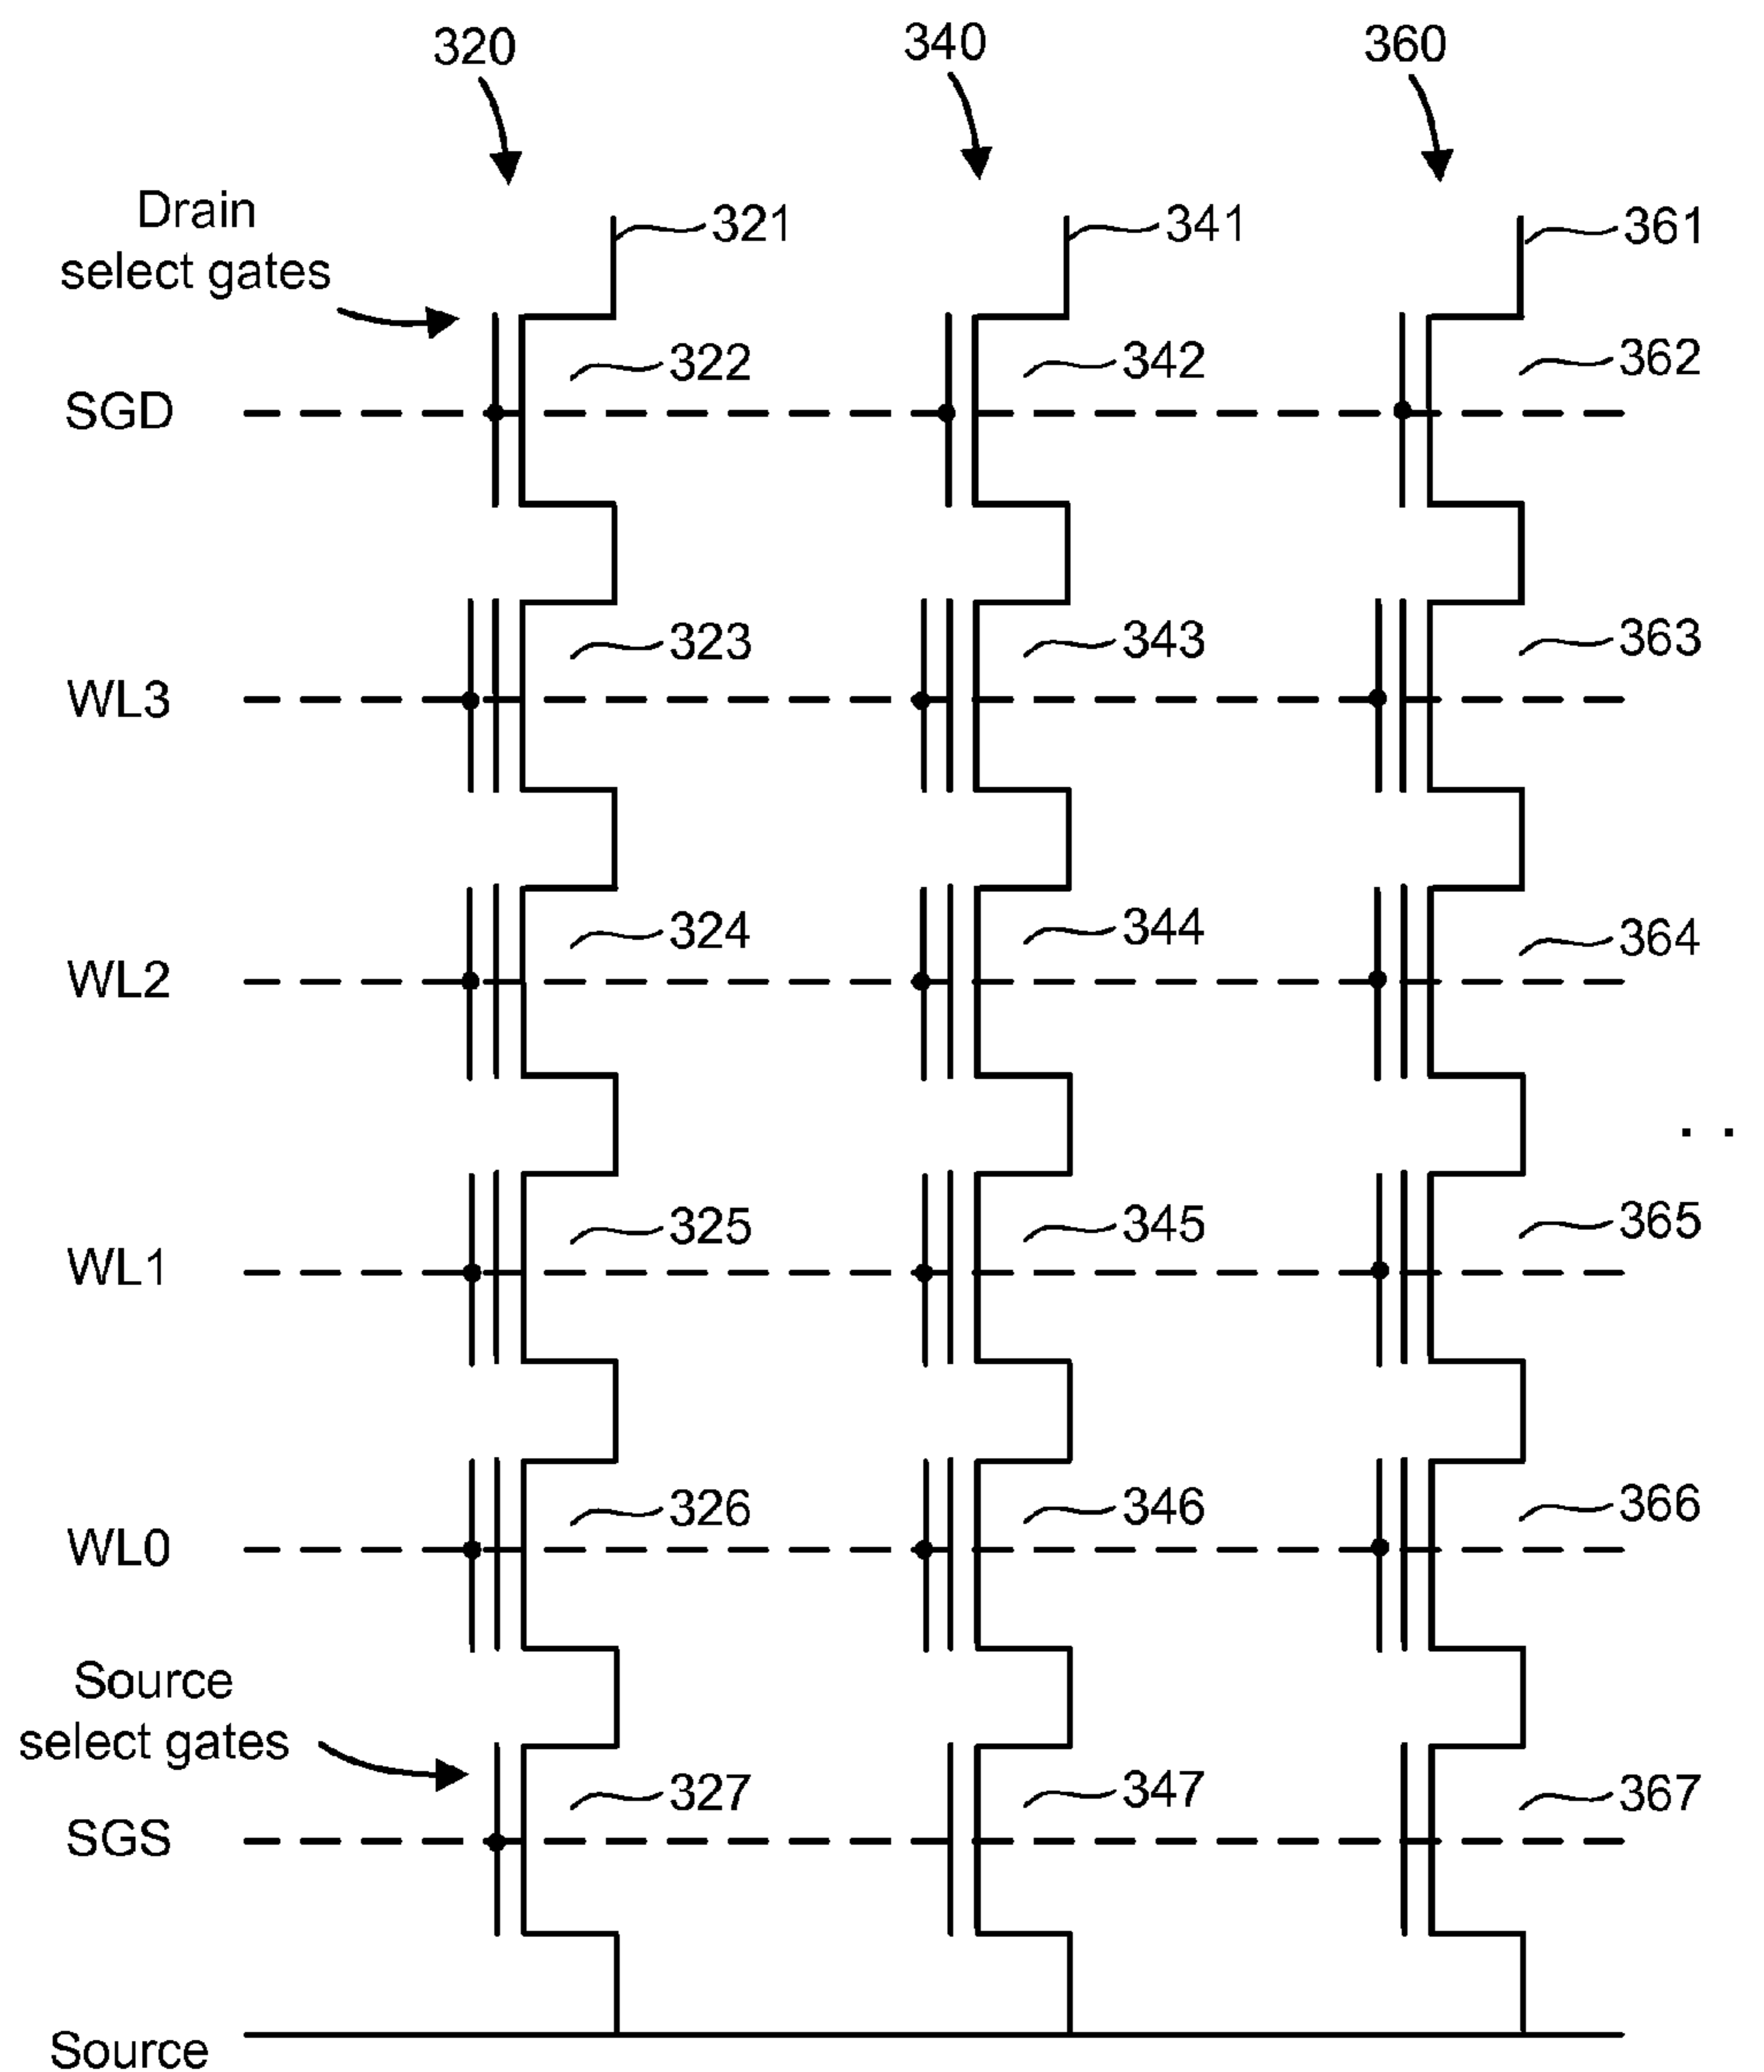 320 340 360
Drain
select gates
321 341 361
322 342 362
SGD
323 343 363
WL3
324 344 364
WL2
. .
325 345 365
WL1
326 346 366
WL0
Source
select gates
327 347 367
SGS
Source